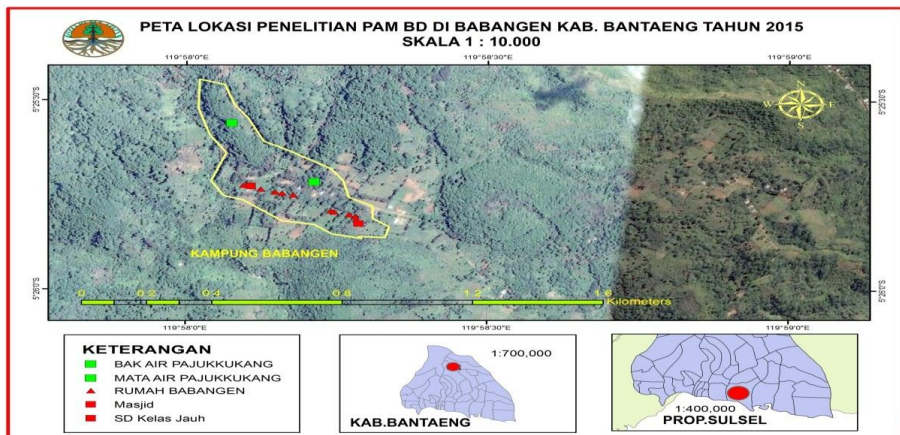 PETA LOKASI PENELITIAN PAM BD DI BABANGEN KAB. BANTAENG TAHUN 2015
SKALA 1 : 10.000
119°58'0"E
119°58'30"E
119°59'0"E
5°25'30"S
5°25'30"S
N
W
E
S
KAMPUNG BABANGEN
5°26'0"S
5°26'0"S
0 0.2 0.4 0.8 1.2 1.6
Kilometers
119°58'0"E
119°58'30"E
119°59'0"E
KETERANGAN
BAK AIR PAJUKKUKANG
MATA AIR PAJUKKUKANG
RUMAH BABANGEN
Masjid
SD Kelas Jauh
1:700,000
KAB.BANTAENG
1:400,000
PROP.SULSEL